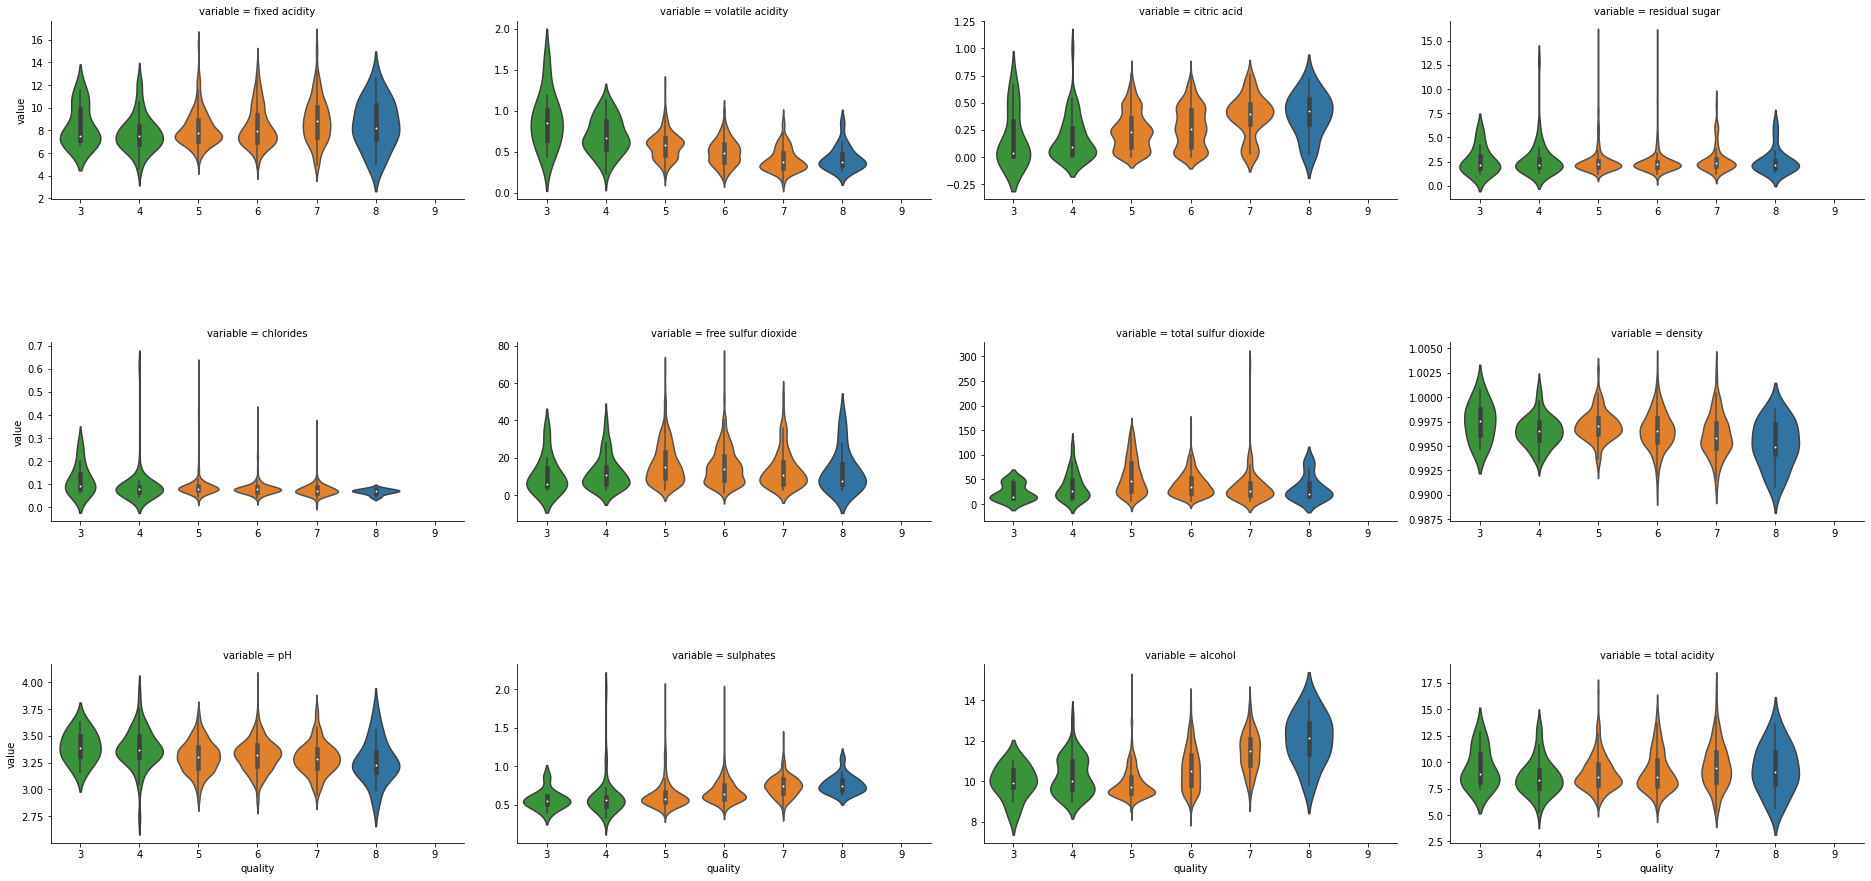 variable = fixed acidity
value
16
14
12
10
8
6
4
2
3 4 5 6 7 8 9
variable = volatile acidity
2.0
1.5
1.0
0.5
0.0
3 4 5 6 7 8 9
variable = citric acid
1.25
1.00
0.75
0.50
0.25
0.00
−0.25
3 4 5 6 7 8 9
variable = residual sugar
15.0
12.5
10.0
7.5
5.0
2.5
0.0
3 4 5 6 7 8 9
variable = chlorides
value
0.7
0.6
0.5
0.4
0.3
0.2
0.1
0.0
3 4 5 6 7 8 9
variable = free sulfur dioxide
80
60
40
20
0
3 4 5 6 7 8 9
variable = total sulfur dioxide
300
250
200
150
100
50
0
3 4 5 6 7 8 9
variable = density
1.0050
1.0025
1.0000
0.9975
0.9950
0.9925
0.9900
0.9875
3 4 5 6 7 8 9
variable = pH
value
4.00
3.75
3.50
3.25
3.00
2.75
3 4 5 6 7 8 9
quality
variable = sulphates
2.0
1.5
1.0
0.5
3 4 5 6 7 8 9
quality
variable = alcohol
14
12
10
8
3 4 5 6 7 8 9
quality
variable = total acidity
17.5
15.0
12.5
10.0
7.5
5.0
2.5
3 4 5 6 7 8 9
quality